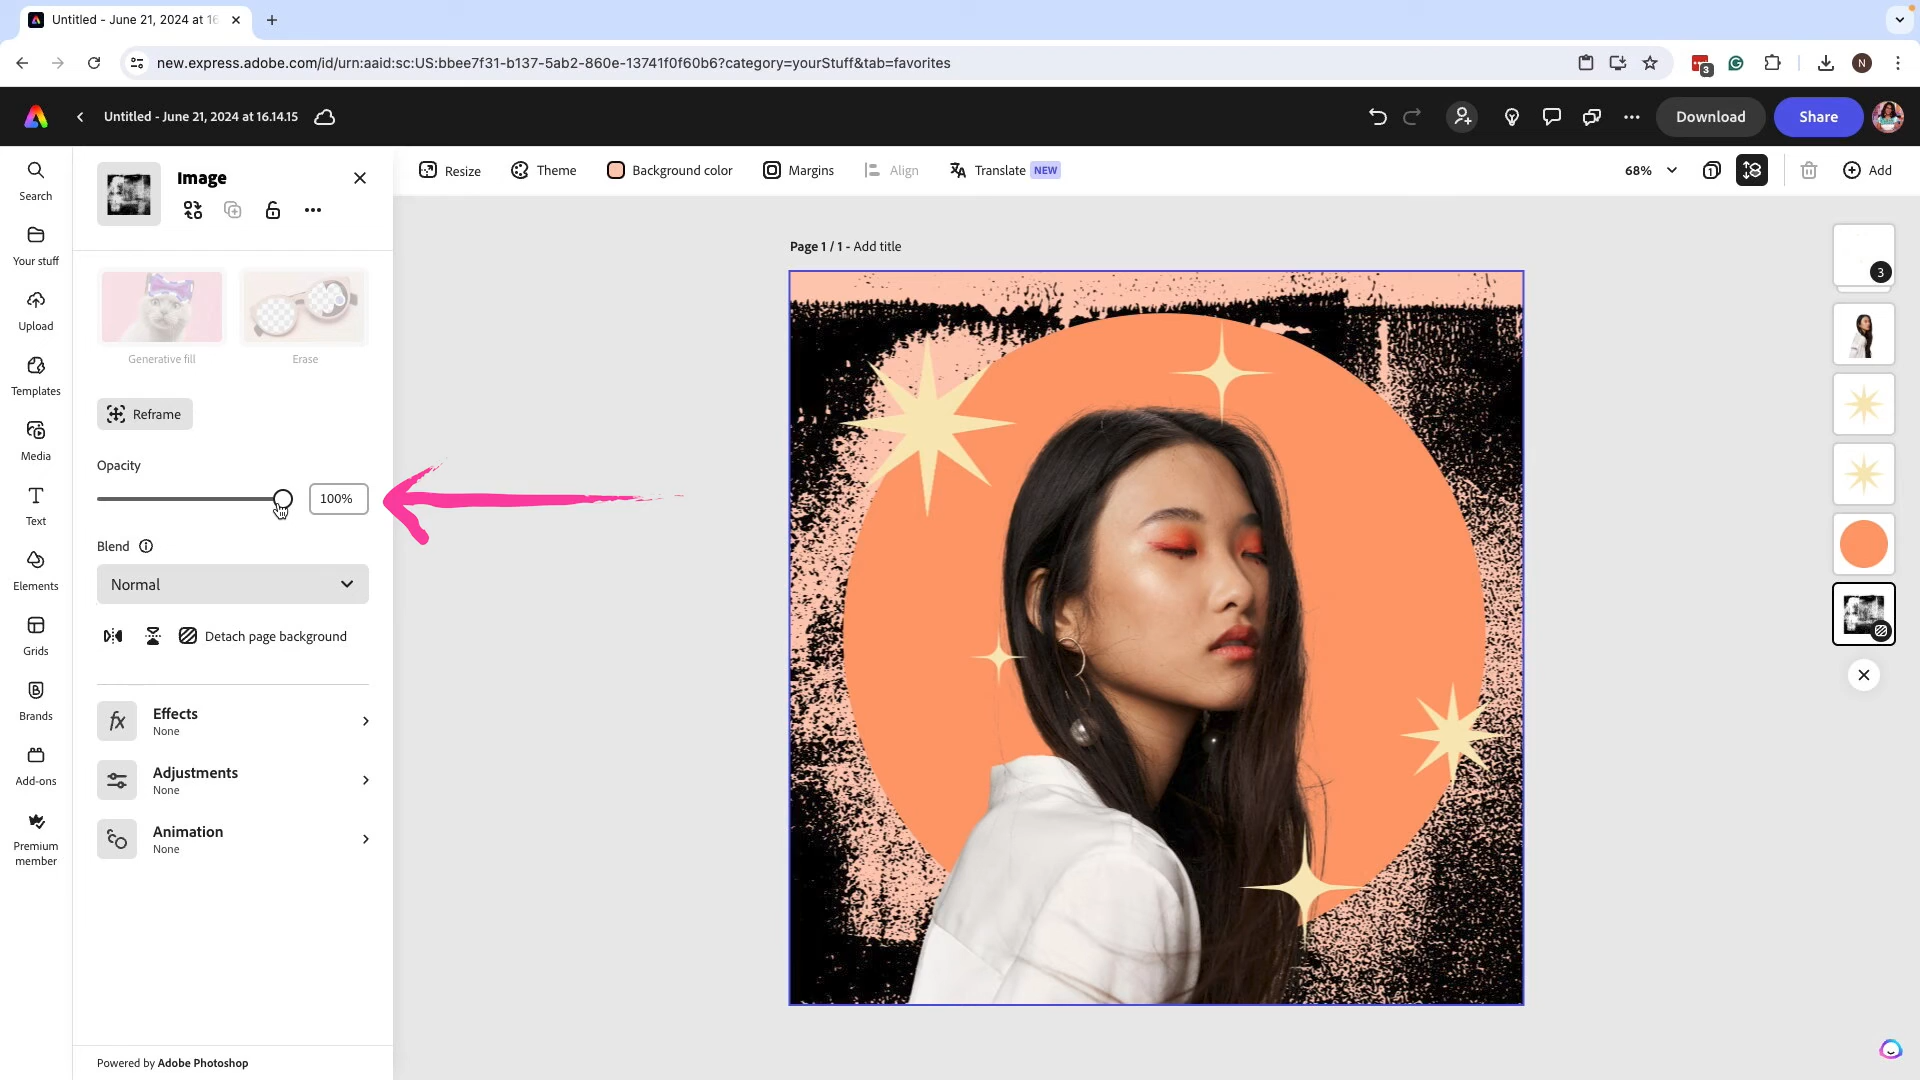 Untitled - June 21, 2024 at 16
new.express.adobe.com/id/urn:aaid:sc:US:bbee7f31-b137-5ab2-860e-13741f0f60b6?category=yourStuff&tab=favorites
3
N
Untitled - June 21, 2024 at 16.14.15
Download
Share
Search
Your stuff
Upload
Templates
Media
Text
Elements
Grids
Brands
Add-ons
Premium
member
Image
Generative fill
Erase
Reframe
Opacity
100%
Blend
Normal
Detach page background
Effects
None
Adjustments
None
Animation
None
Powered by Adobe Photoshop
Resize
Theme
Background color
Margins
Align
Translate NEW
68%
1
Add
Page 1 / 1 - Add title
3